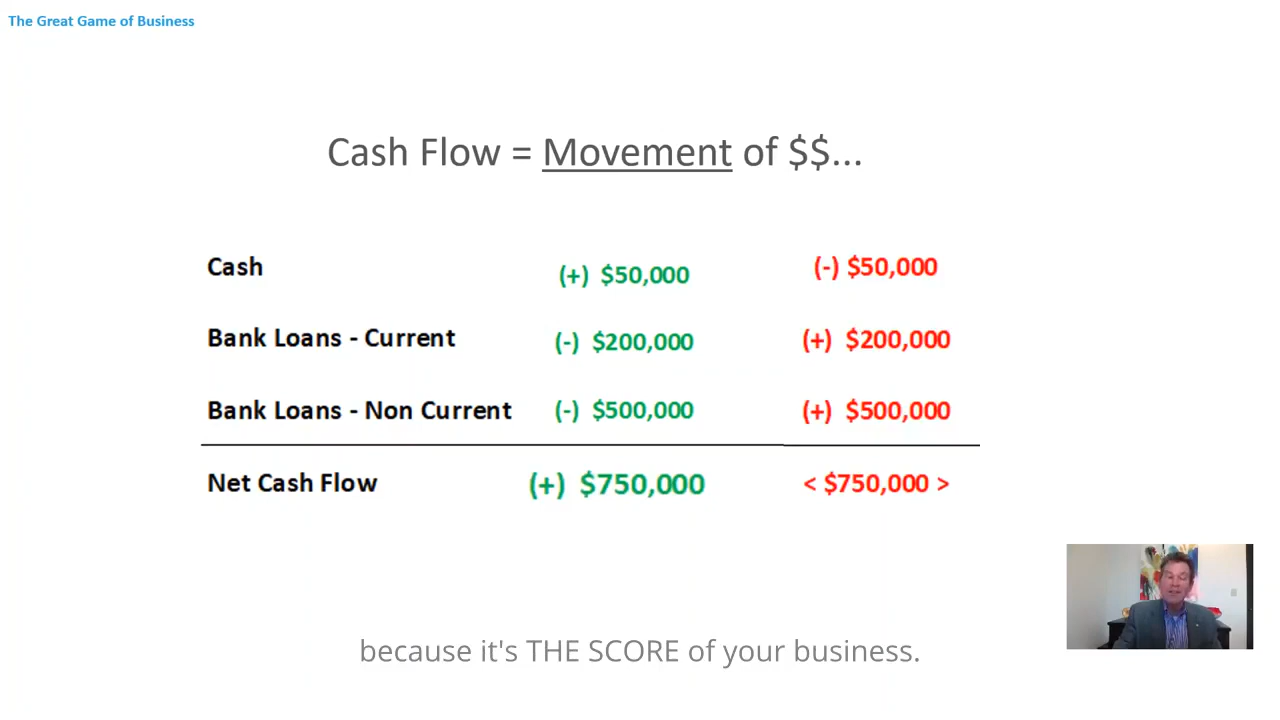 The Great Game of Business
Cash Flow = Movement of $$...
Cash (+) $50,000 (-) $50,000
Bank Loans - Current (-) $200,000 (+) $200,000
Bank Loans - Non Current (-) $500,000 (+) $500,000
Net Cash Flow (+) $750,000 < $750,000 >
because it's THE SCORE of your business.